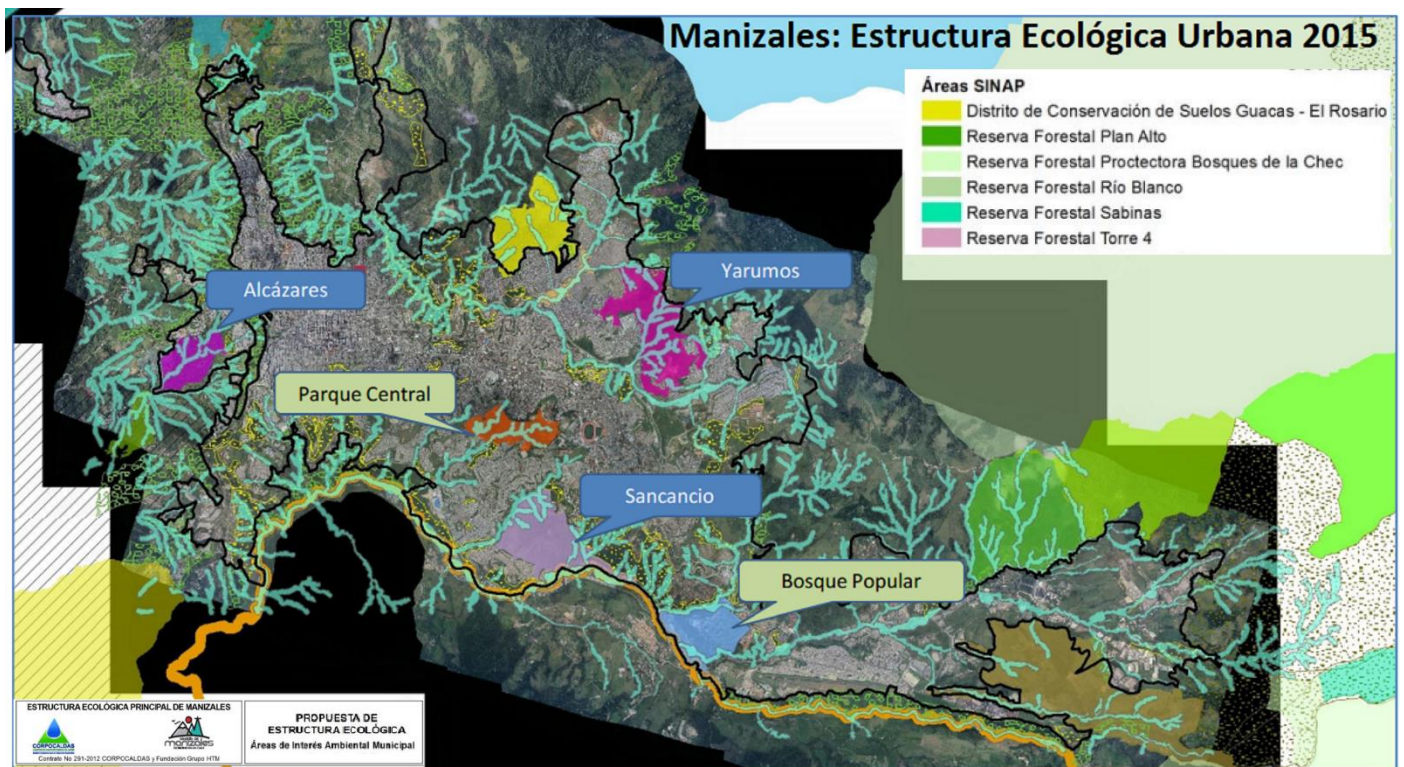 Manizales: Estructura Ecológica Urbana 2015
Áreas SINAP
Distrito de Conservación de Suelos Guacas - El Rosario
Reserva Forestal Plan Alto
Reserva Forestal Proctectora Bosques de la Chec
Reserva Forestal Río Blanco
Reserva Forestal Sabinas
Reserva Forestal Torre 4
Yarumos
Alcázares
Parque Central
Sancancio
Bosque Popular
ESTRUCTURA ECOLÓGICA PRINCIPAL DE MANIZALES
CORPOCALDAS
manizales
Contrato No 291-2012 CORPOCALDAS y Fundación Grupo HTM
PROPUESTA DE
ESTRUCTURA ECOLÓGICA
Áreas de Interés Ambiental Municipal